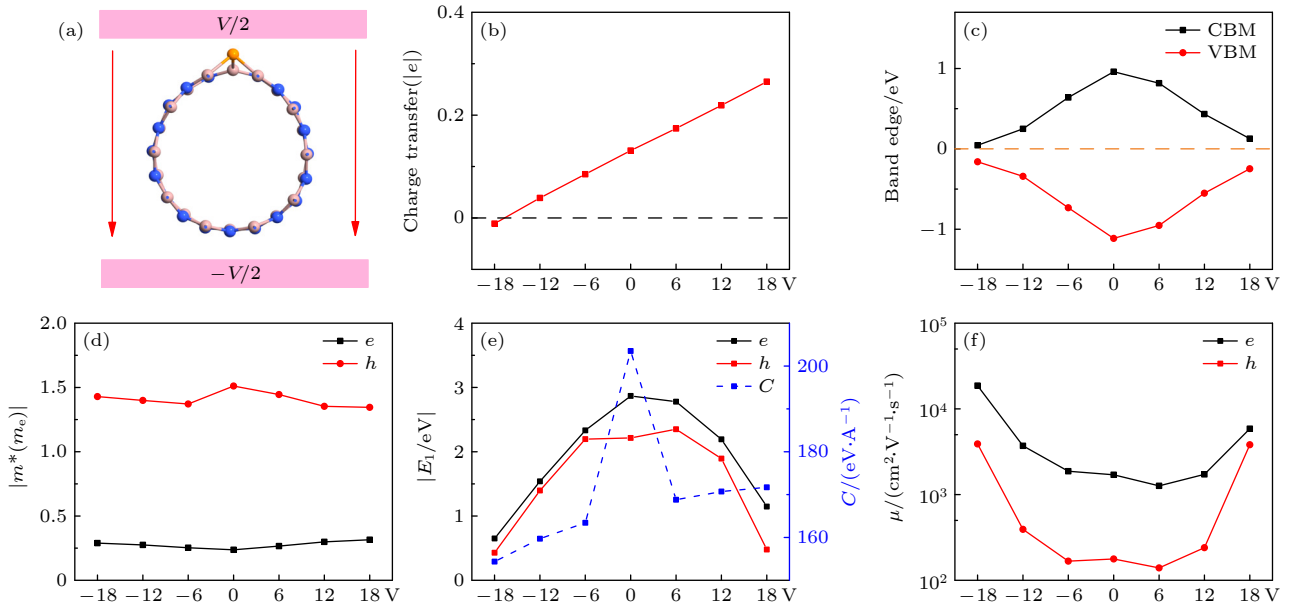 (a)
V/2
−V/2
(b)
Charge transfer(|e|)
0.4
0.2
0
−18 −12 −6 0 6 12 18 V
(c)
CBM
VBM
Band edge/eV
1
0
−1
−18 −12 −6 0 6 12 18 V
(d)
e
h
|m*(mₑ)|
2.0
1.5
1.0
0.5
0
−18 −12 −6 0 6 12 18 V
(e)
e
h
C
|E₁/eV|
4
3
2
1
0
−18 −12 −6 0 6 12 18 V
200
180
160
C/(eV·A⁻¹)
(f)
e
h
μ/(cm²·V⁻¹·s⁻¹)
10⁵
10⁴
10³
10²
−18 −12 −6 0 6 12 18 V